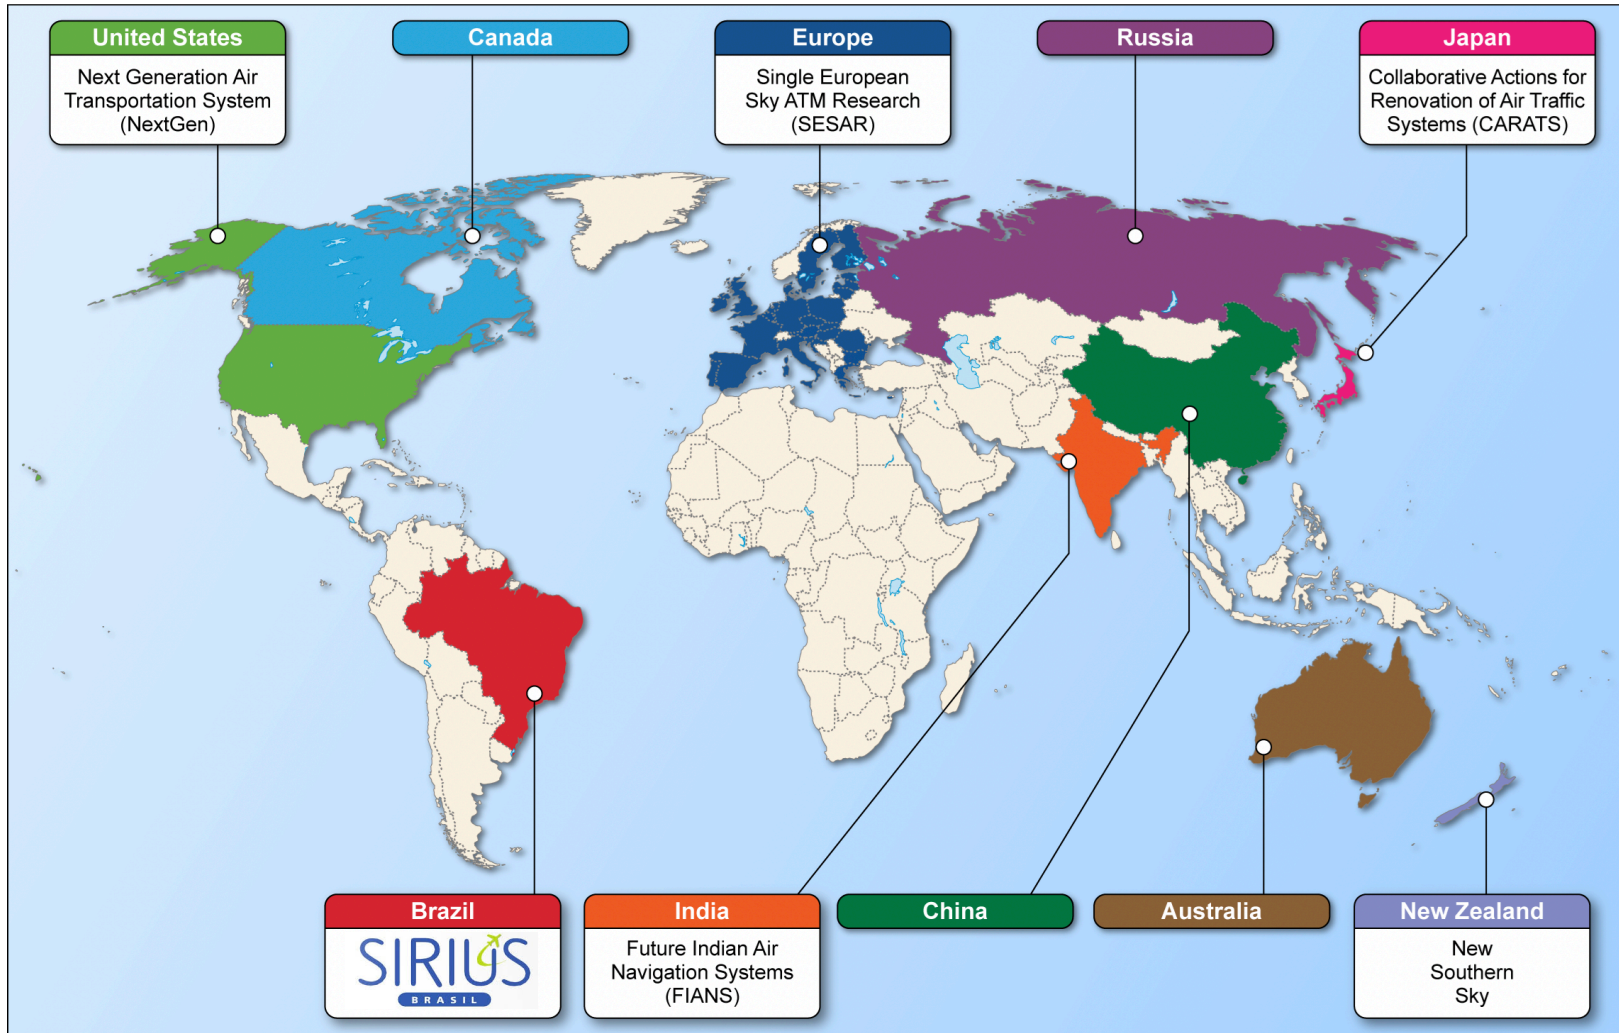 United States
Next Generation Air
Transportation System
(NextGen)
Canada
Europe
Single European
Sky ATM Research
(SESAR)
Russia
Japan
Collaborative Actions for
Renovation of Air Traffic
Systems (CARATS)
Brazil
SIRIUS
BRASIL
India
Future Indian Air
Navigation Systems
(FIANS)
China
Australia
New Zealand
New
Southern
Sky